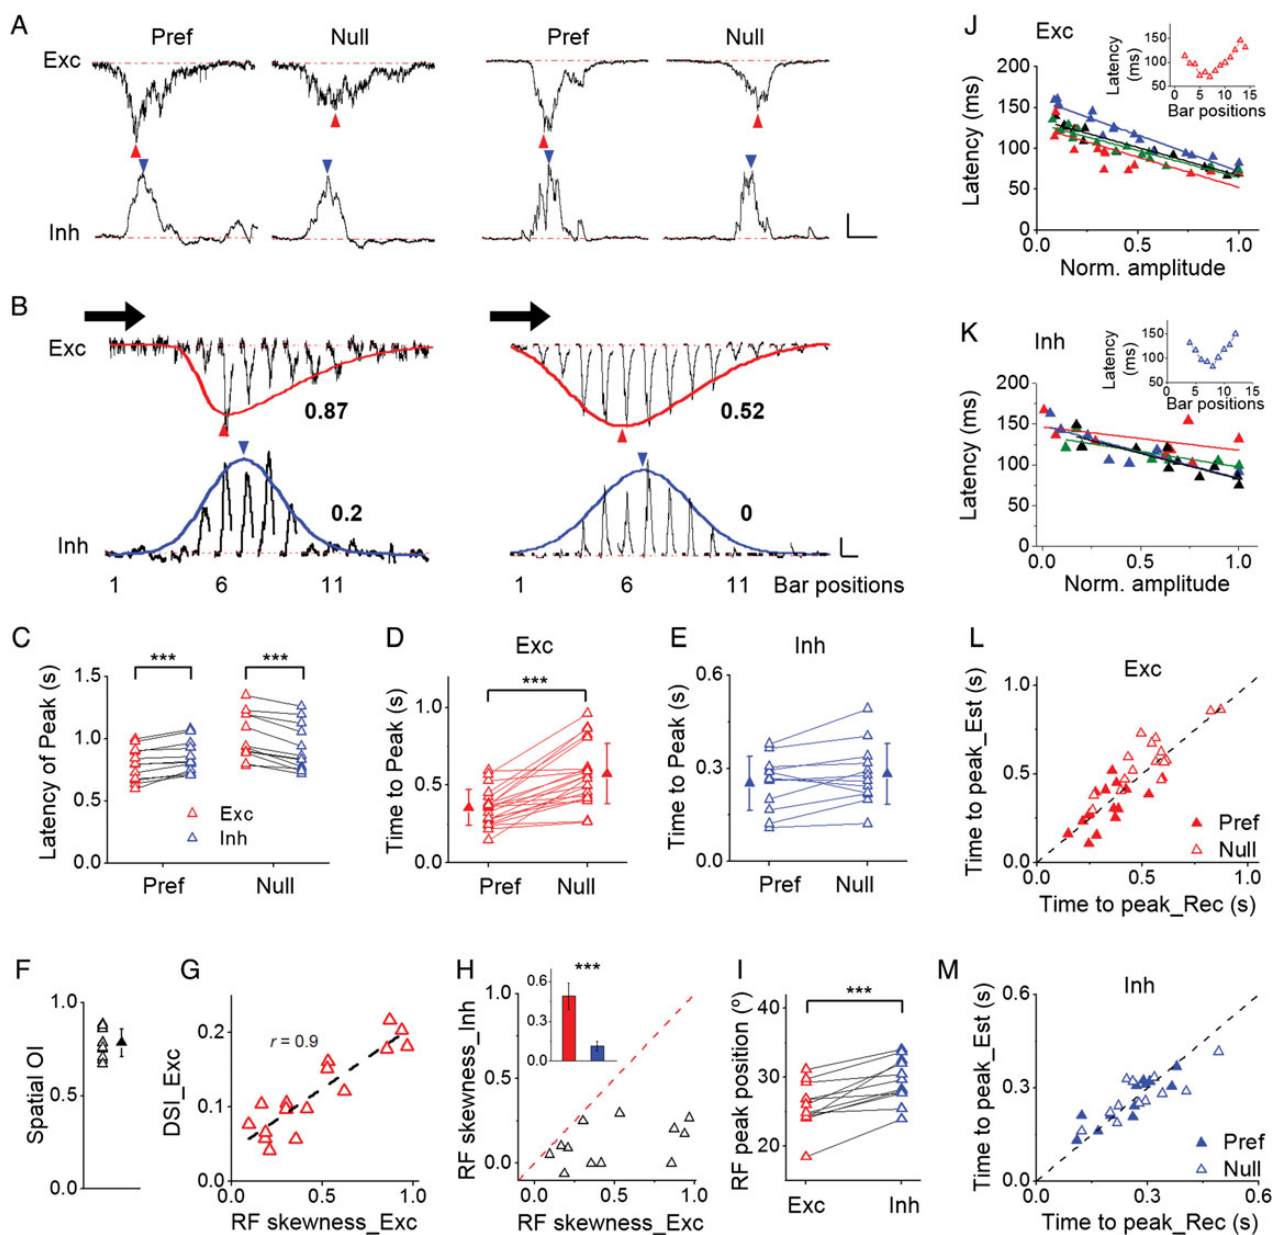 A
Pref
Null
Pref
Null
Exc
Inh
B
Exc
0.87
0.52
0.2
0
Inh
1
6
11
1
6
11
Bar positions
C
Latency of Peak (s)
1.5
1.0
0.5
0.0
***
***
Exc
Inh
Pref
Null
D
Exc
Time to Peak (s)
1.0
0.5
0.0
***
Pref
Null
E
Inh
Time to Peak (s)
0.6
0.3
0.0
Pref
Null
F
Spatial OI
1.0
0.5
0.0
G
DSI_Exc
0.2
0.1
0.0
r = 0.9
0.0
0.5
1.0
RF skewness_Exc
H
RF skewness_Inh
1.0
0.5
0.0
***
0.6
0.3
0.0
0.0
0.5
1.0
RF skewness_Exc
I
RF peak position (º)
40
30
20
***
Exc
Inh
J
Exc
Latency (ms)
200
150
100
50
0
0.0
0.5
1.0
Norm. amplitude
Latency
(ms)
150
100
50
0
5
10
15
Bar positions
K
Inh
Latency (ms)
200
150
100
50
0
0.0
0.5
1.0
Norm. amplitude
Latency
(ms)
150
100
50
0
5
10
15
Bar positions
L
Exc
Time to peak_Est (s)
1.0
0.5
0.0
Pref
Null
0.0
0.5
1.0
Time to peak_Rec (s)
M
Inh
Time to peak_Est (s)
0.6
0.3
0.0
Pref
Null
0.0
0.3
0.6
Time to peak_Rec (s)